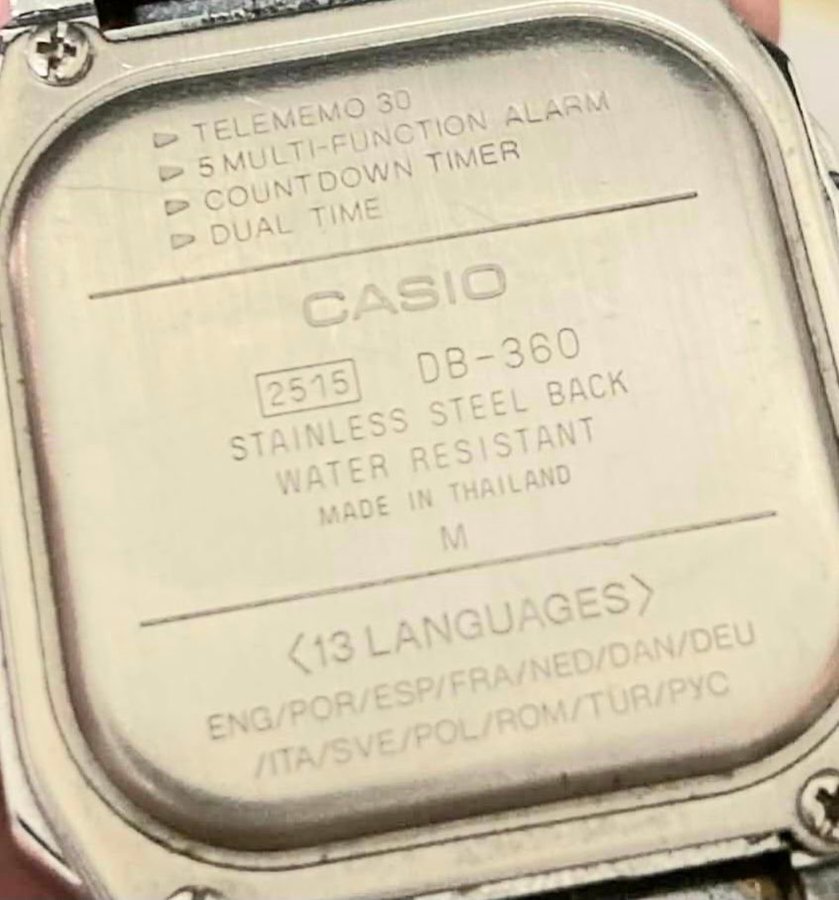 TELEMEMO 30
5 MULTI-FUNCTION ALARM
COUNTDOWN TIMER
DUAL TIME
CASIO
2515 DB-360
STAINLESS STEEL BACK
WATER RESISTANT
MADE IN THAILAND
M
<13 LANGUAGES>
ENG/POR/ESP/FRA/NED/DAN/DEU
/ITA/SVE/POL/ROM/TÜR/РУС